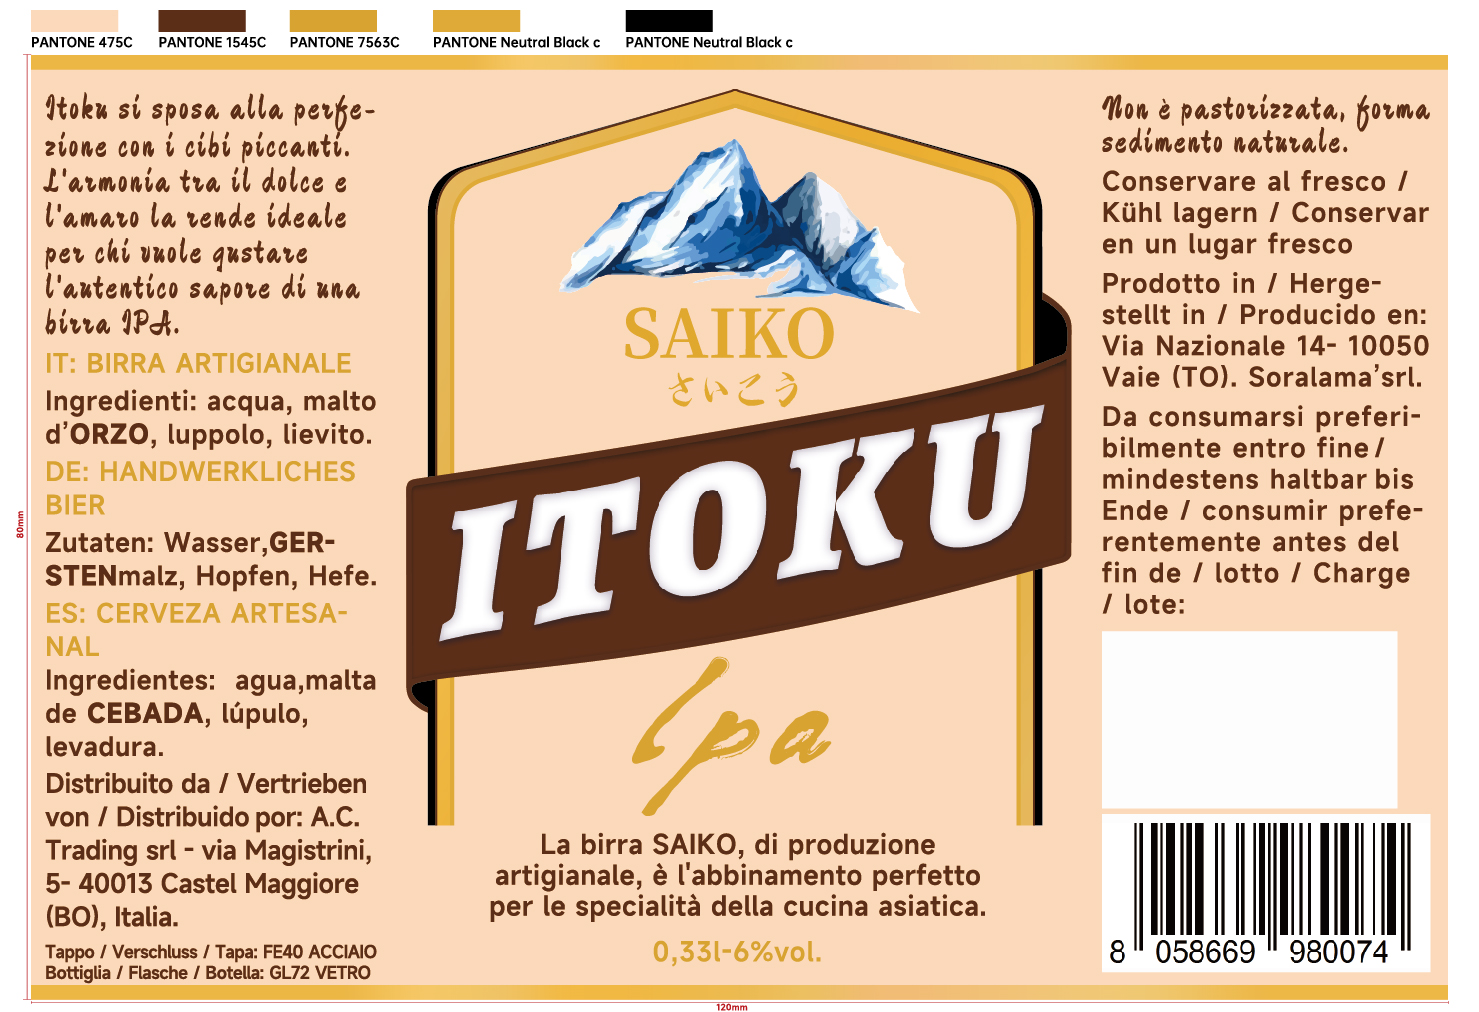 PANTONE 475C
PANTONE 1545C
PANTONE 7563C
PANTONE Neutral Black c
PANTONE Neutral Black c
Itoku si sposa alla perfe-
zione con i cibi piccanti.
L'armonia tra il dolce e
l'amaro la rende ideale
per chi vuole gustare
l'autentico sapore di una
birra IPA.
IT: BIRRA ARTIGIANALE
Ingredienti: acqua, malto
d'ORZO, luppolo, lievito.
DE: HANDWERKLICHES
BIER
Zutaten: Wasser,GER-
STENmalz, Hopfen, Hefe.
ES: CERVEZA ARTESA-
NAL
Ingredientes: agua,malta
de CEBADA, lúpulo,
levadura.
Distribuito da / Vertrieben
von / Distribuido por: A.C.
Trading srl - via Magistrini,
5- 40013 Castel Maggiore
(BO), Italia.
Tappo / Verschluss / Tapa: FE40 ACCIAIO
Bottiglia / Flasche / Botella: GL72 VETRO
SAIKO
さいこう
ITOKU
Ipa
La birra SAIKO, di produzione
artigianale, è l'abbinamento perfetto
per le specialità della cucina asiatica.
0,33l-6%vol.
Non è pastorizzata, forma
sedimento naturale.
Conservare al fresco /
Kühl lagern / Conservar
en un lugar fresco
Prodotto in / Herge-
stellt in / Producido en:
Via Nazionale 14- 10050
Vaie (TO). Soralama'srl.
Da consumarsi preferi-
bilmente entro fine /
mindestens haltbar bis
Ende / consumir prefe-
rentemente antes del
fin de / lotto / Charge
/ lote:
8 058669 980074
80mm
120mm